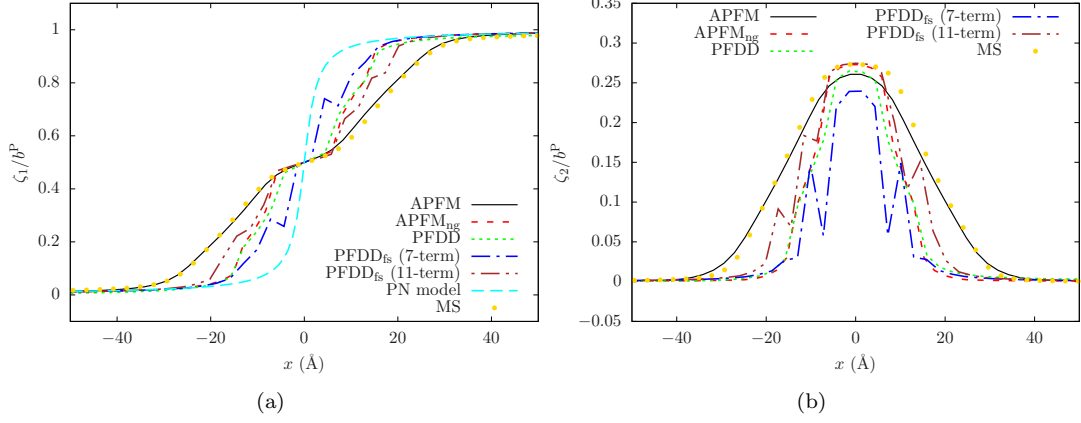 1
0.8
0.6
0.4
0.2
0
ζ₁/bᴾ
−40 −20 0 20 40
x (Å)
APFM
APFMng
PFDD
PFDDfs (7-term)
PFDDfs (11-term)
PN model
MS
(a)
0.35
0.3
0.25
0.2
0.15
0.1
0.05
0
−0.05
ζ₂/bᴾ
−40 −20 0 20 40
x (Å)
APFM
APFMng
PFDD
PFDDfs (7-term)
PFDDfs (11-term)
MS
(b)